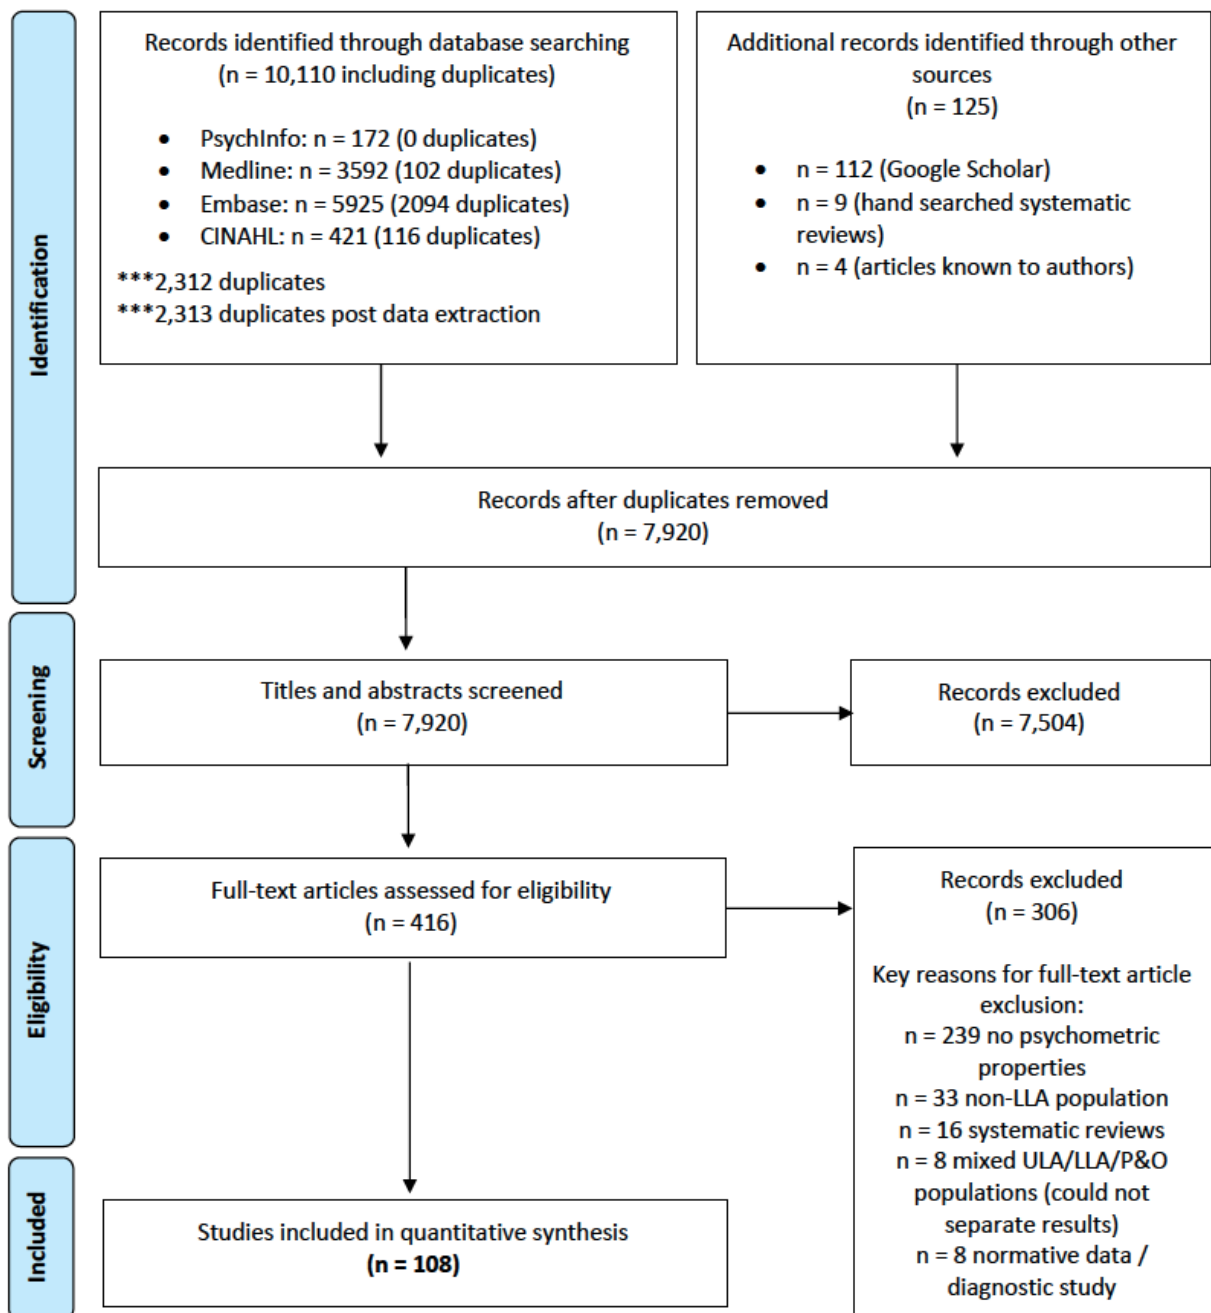 Identification
Records identified through database searching
(n = 10,110 including duplicates)
• PsychInfo: n = 172 (0 duplicates)
• Medline: n = 3592 (102 duplicates)
• Embase: n = 5925 (2094 duplicates)
• CINAHL: n = 421 (116 duplicates)
***2,312 duplicates
***2,313 duplicates post data extraction
Additional records identified through other
sources
(n = 125)
• n = 112 (Google Scholar)
• n = 9 (hand searched systematic
reviews)
• n = 4 (articles known to authors)
Records after duplicates removed
(n = 7,920)
Screening
Titles and abstracts screened
(n = 7,920)
Records excluded
(n = 7,504)
Eligibility
Full-text articles assessed for eligibility
(n = 416)
Records excluded
(n = 306)
Key reasons for full-text article
exclusion:
n = 239 no psychometric
properties
n = 33 non-LLA population
n = 16 systematic reviews
n = 8 mixed ULA/LLA/P&O
populations (could not
separate results)
n = 8 normative data /
diagnostic study
Included
Studies included in quantitative synthesis
(n = 108)